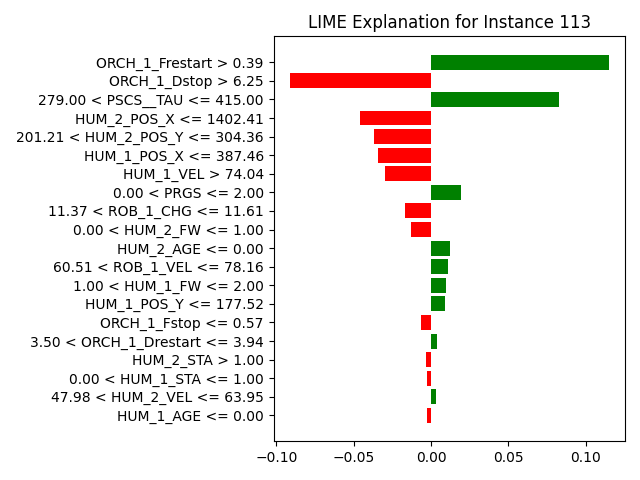 LIME Explanation for Instance 113
ORCH_1_Frestart > 0.39
ORCH_1_Dstop > 6.25
279.00 < PSCS__TAU <= 415.00
HUM_2_POS_X <= 1402.41
201.21 < HUM_2_POS_Y <= 304.36
HUM_1_POS_X <= 387.46
HUM_1_VEL > 74.04
0.00 < PRGS <= 2.00
11.37 < ROB_1_CHG <= 11.61
0.00 < HUM_2_FW <= 1.00
HUM_2_AGE <= 0.00
60.51 < ROB_1_VEL <= 78.16
1.00 < HUM_1_FW <= 2.00
HUM_1_POS_Y <= 177.52
ORCH_1_Fstop <= 0.57
3.50 < ORCH_1_Drestart <= 3.94
HUM_2_STA > 1.00
0.00 < HUM_1_STA <= 1.00
47.98 < HUM_2_VEL <= 63.95
HUM_1_AGE <= 0.00
−0.10 −0.05 0.00 0.05 0.10